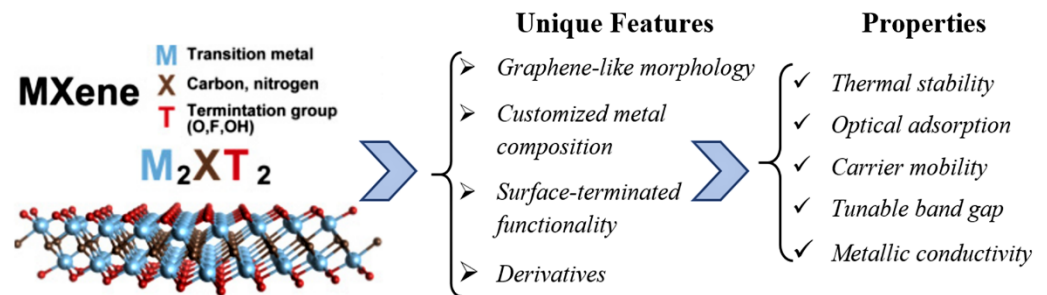 MXene
M Transition metal
X Carbon, nitrogen
T Termintation group
(O,F,OH)
M₂XT₂
Unique Features
➢ Graphene-like morphology
➢ Customized metal
composition
➢ Surface-terminated
functionality
➢ Derivatives
Properties
✓ Thermal stability
✓ Optical adsorption
✓ Carrier mobility
✓ Tunable band gap
✓ Metallic conductivity